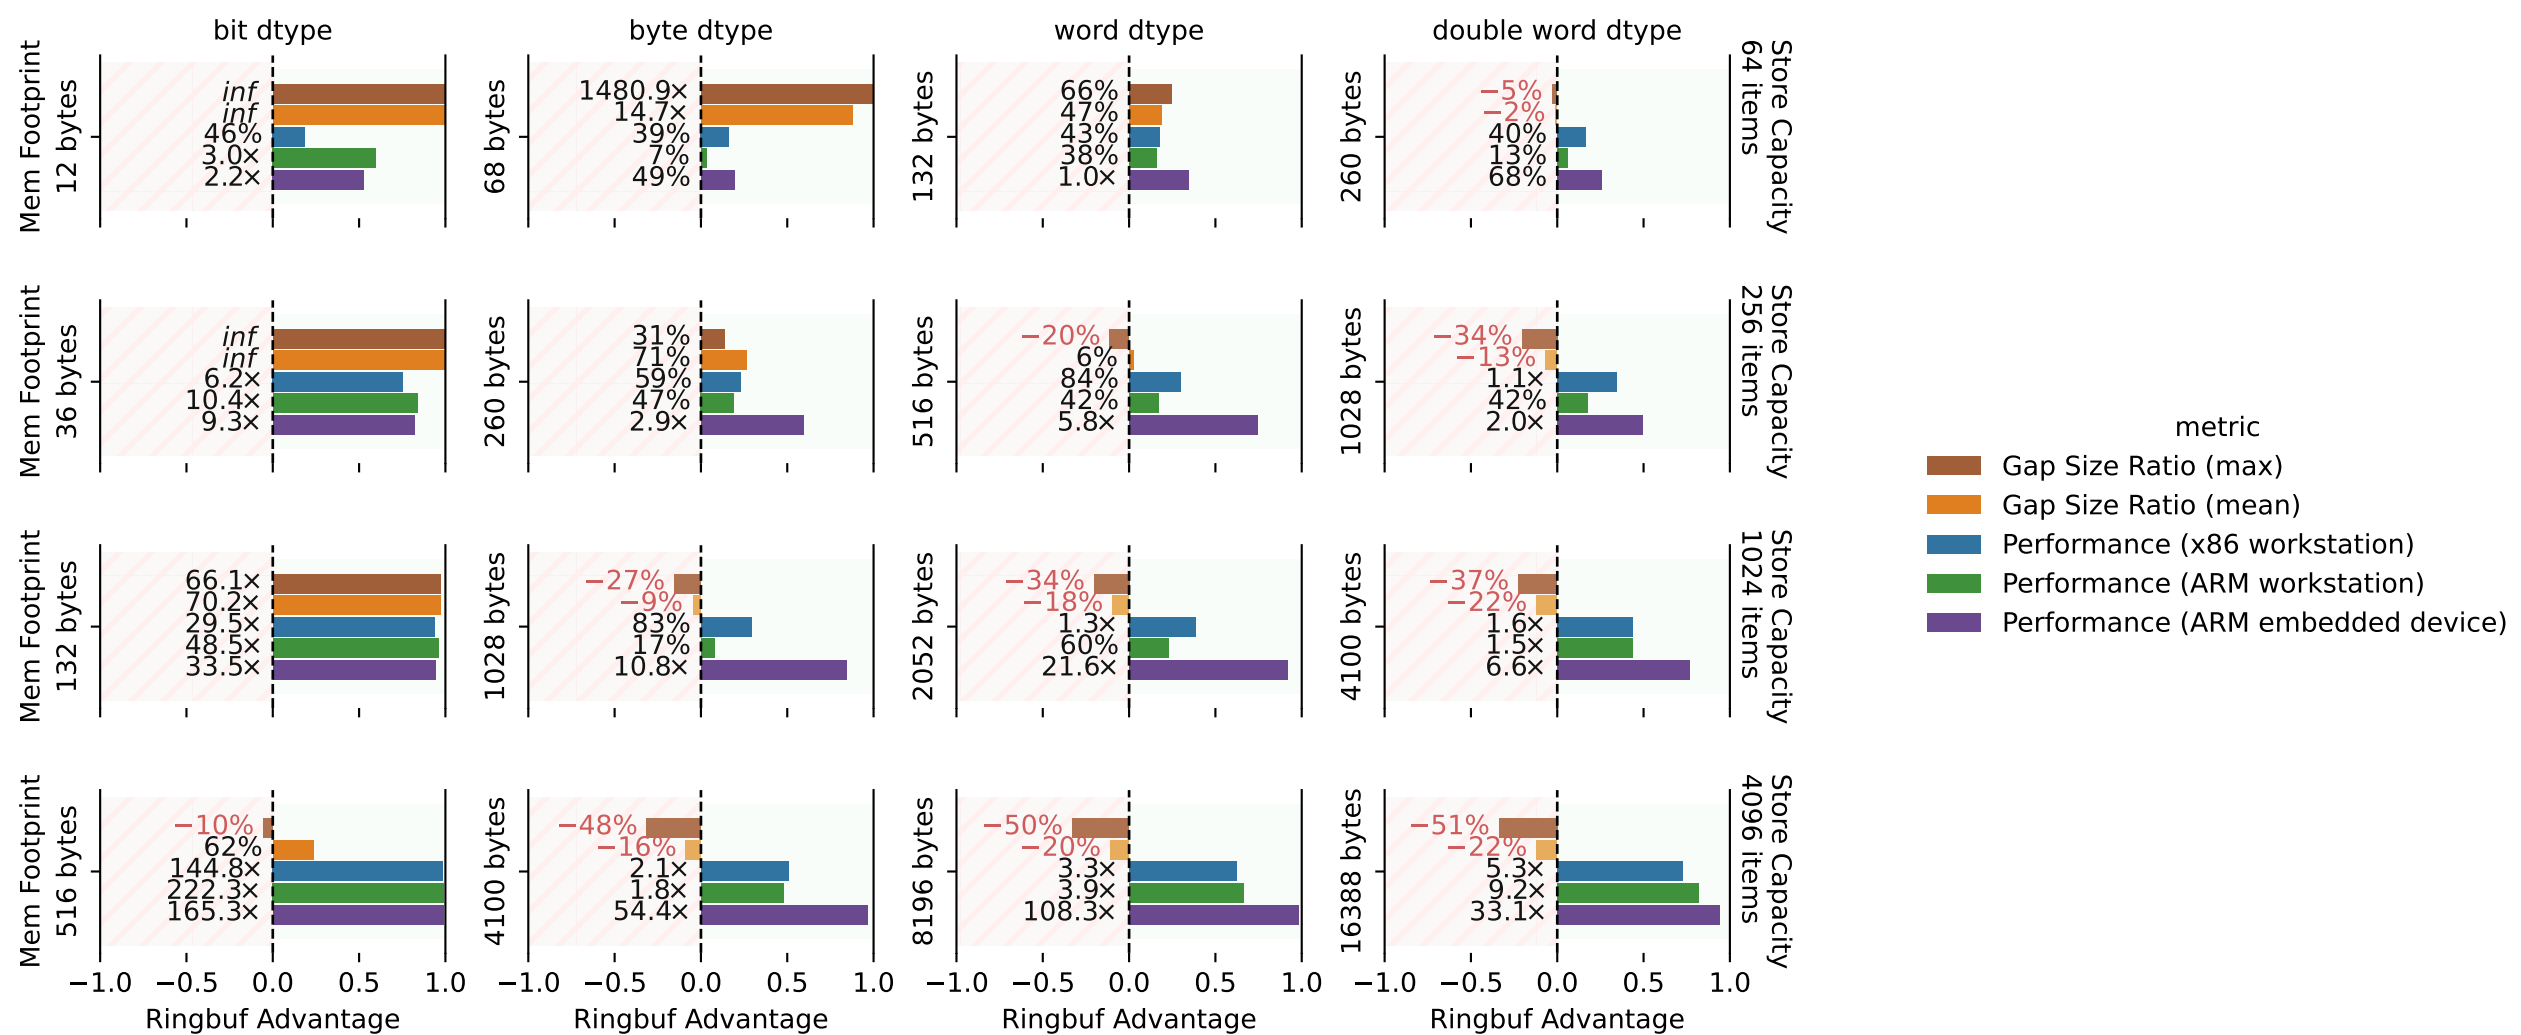 bit dtype
byte dtype
word dtype
double word dtype
Mem Footprint
12 bytes
inf
inf
46%
3.0×
2.2×
68 bytes
1480.9×
14.7×
39%
7%
49%
132 bytes
66%
47%
43%
38%
1.0×
260 bytes
−5%
−2%
40%
13%
68%
Store Capacity
64 items
Mem Footprint
36 bytes
inf
inf
6.2×
10.4×
9.3×
260 bytes
31%
71%
59%
47%
2.9×
516 bytes
−20%
6%
84%
42%
5.8×
1028 bytes
−34%
−13%
1.1×
42%
2.0×
Store Capacity
256 items
Mem Footprint
132 bytes
66.1×
70.2×
29.5×
48.5×
33.5×
1028 bytes
−27%
−9%
83%
17%
10.8×
2052 bytes
−34%
−18%
1.3×
60%
21.6×
4100 bytes
−37%
−22%
1.6×
1.5×
6.6×
Store Capacity
1024 items
Mem Footprint
516 bytes
−10%
62%
144.8×
222.3×
165.3×
4100 bytes
−48%
−16%
2.1×
1.8×
54.4×
8196 bytes
−50%
−20%
3.3×
3.9×
108.3×
16388 bytes
−51%
−22%
5.3×
9.2×
33.1×
Store Capacity
4096 items
−1.0 −0.5 0.0 0.5 1.0
−1.0 −0.5 0.0 0.5 1.0
−1.0 −0.5 0.0 0.5 1.0
−1.0 −0.5 0.0 0.5 1.0
Ringbuf Advantage
Ringbuf Advantage
Ringbuf Advantage
Ringbuf Advantage
metric
Gap Size Ratio (max)
Gap Size Ratio (mean)
Performance (x86 workstation)
Performance (ARM workstation)
Performance (ARM embedded device)